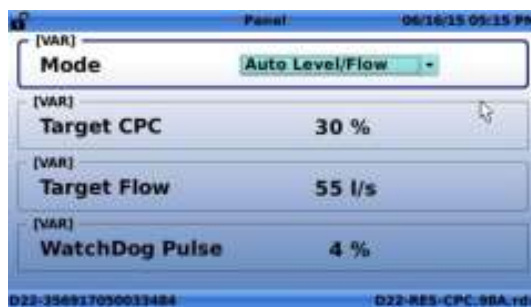 Panel 06/16/15 05:15 PM
[VAR]
Mode Auto Level/Flow
[VAR]
Target CPC 30 %
[VAR]
Target Flow 55 l/s
[VAR]
WatchDog Pulse 4 %
D22-356917050033484 D22-RES-CPC.98A.rd